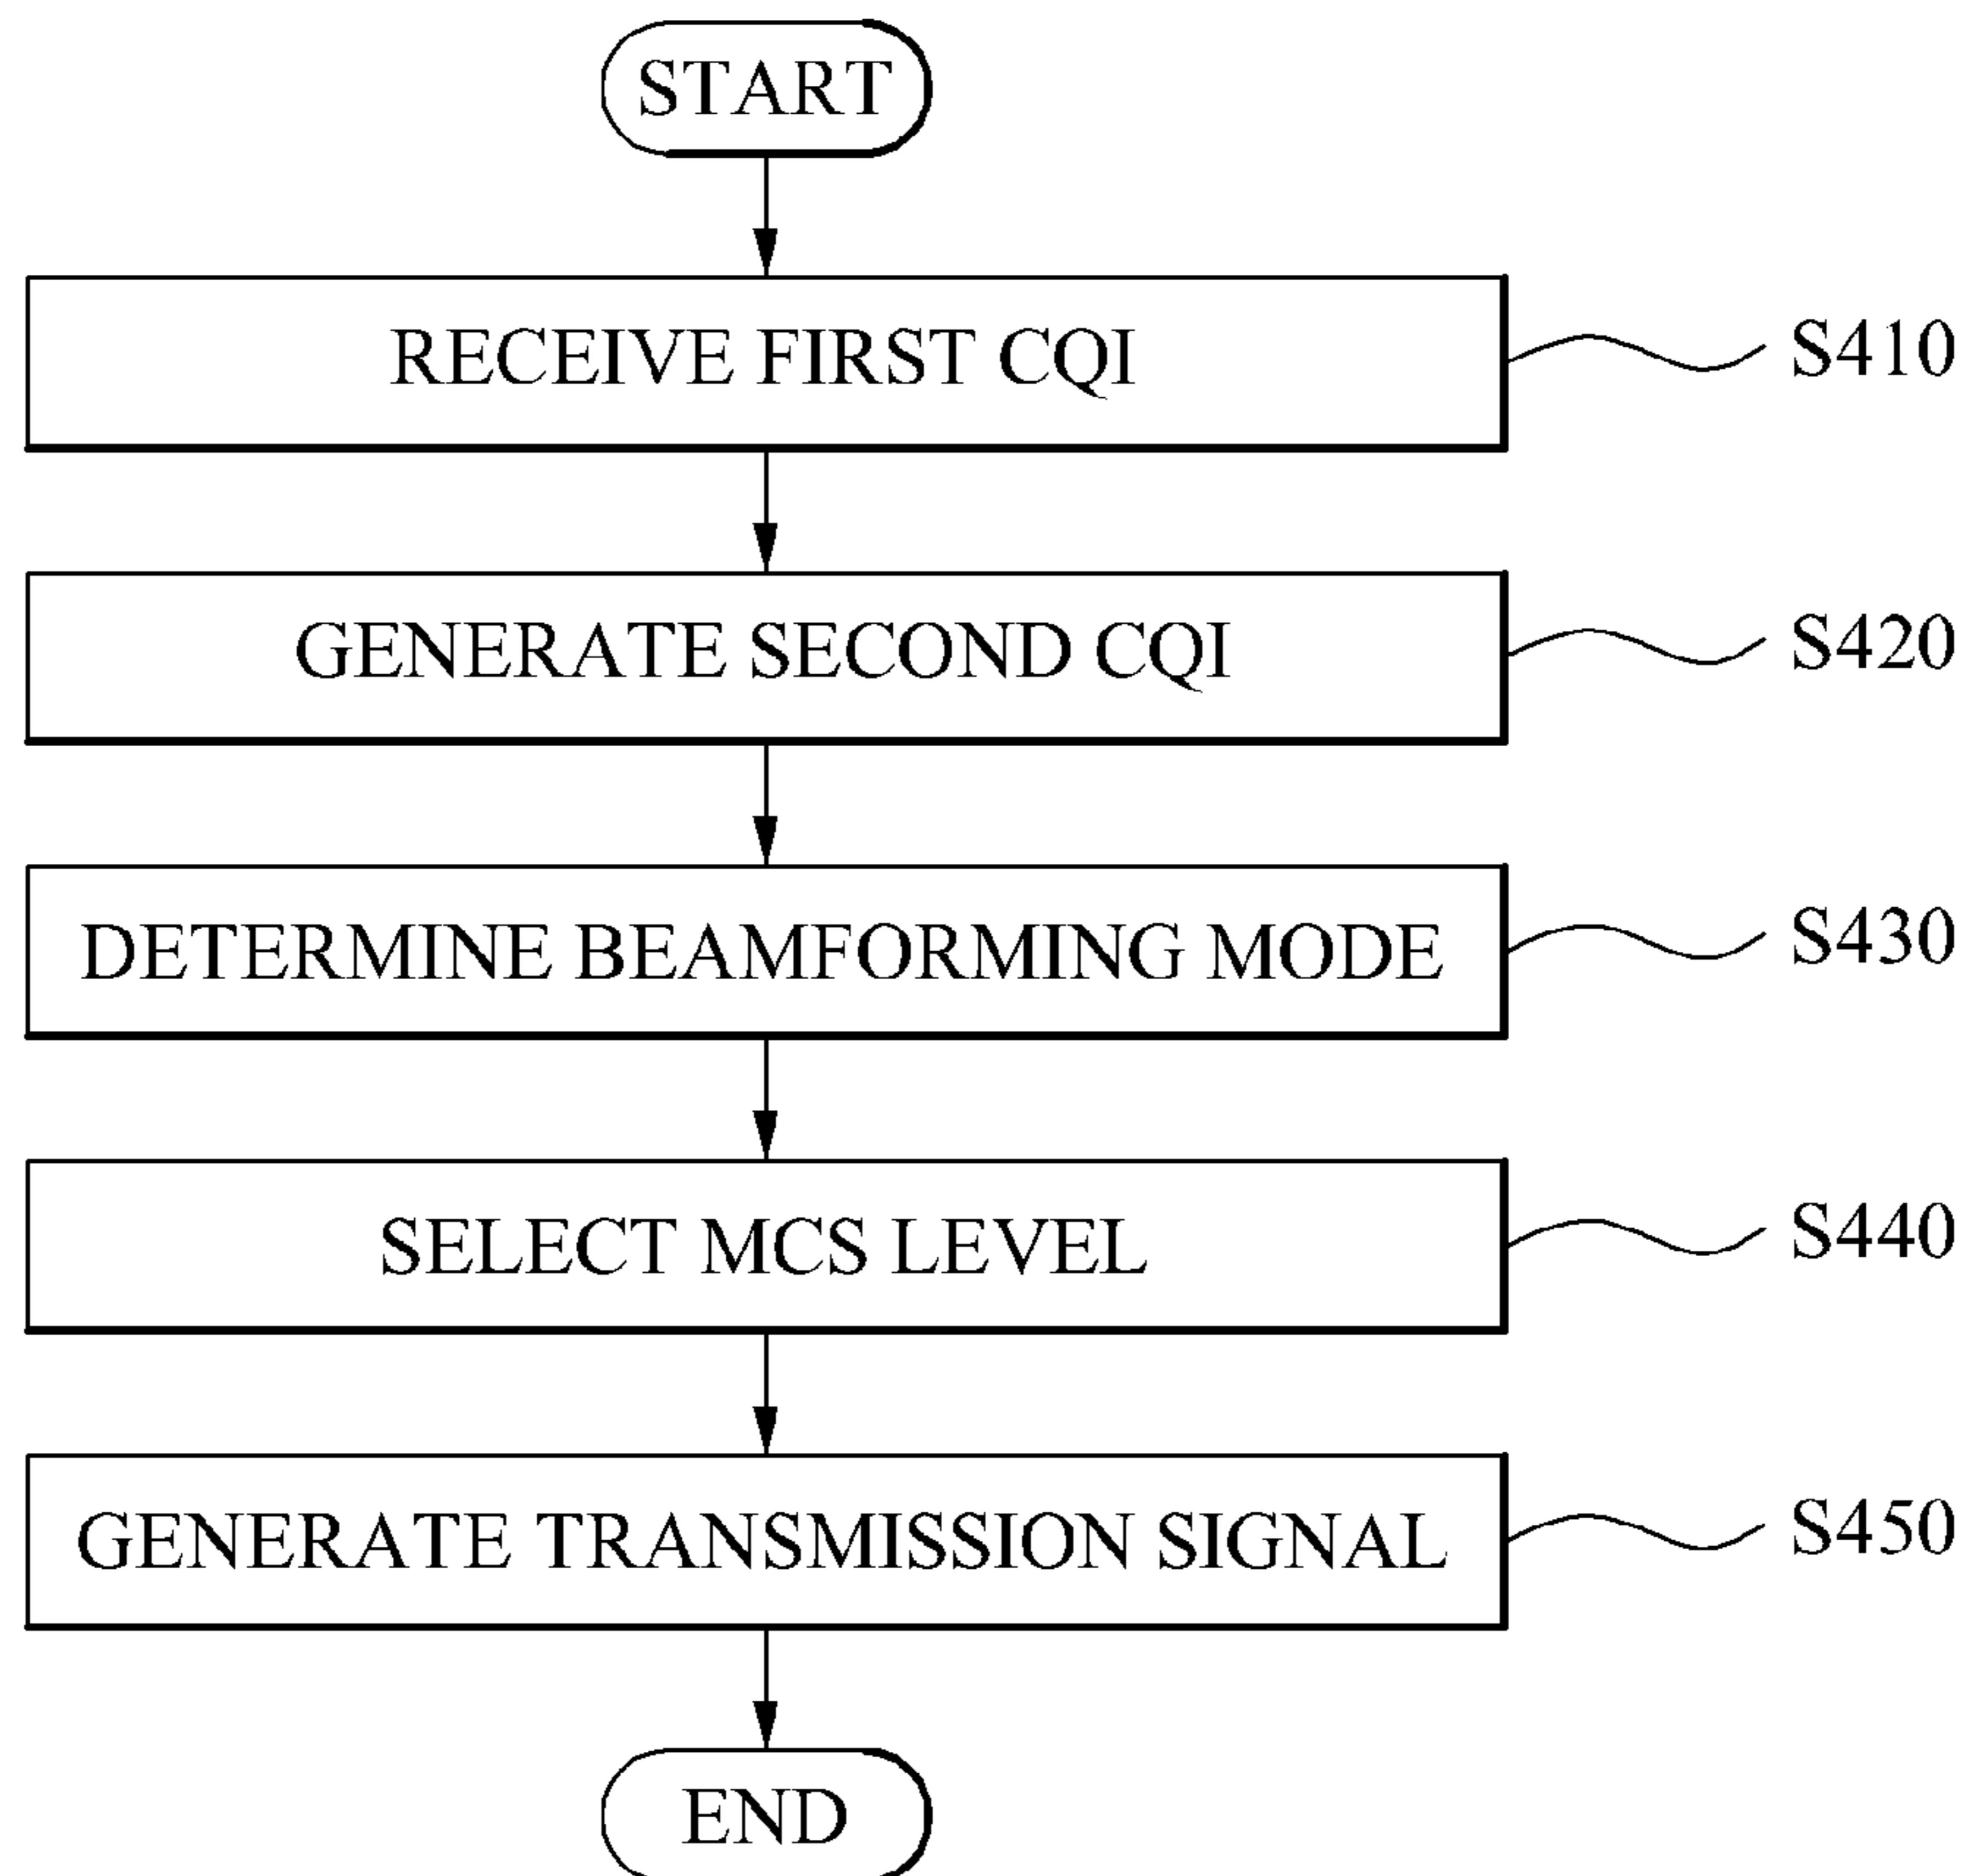 START
RECEIVE FIRST CQI
S410
GENERATE SECOND CQI
S420
DETERMINE BEAMFORMING MODE
S430
SELECT MCS LEVEL
S440
GENERATE TRANSMISSION SIGNAL
S450
END